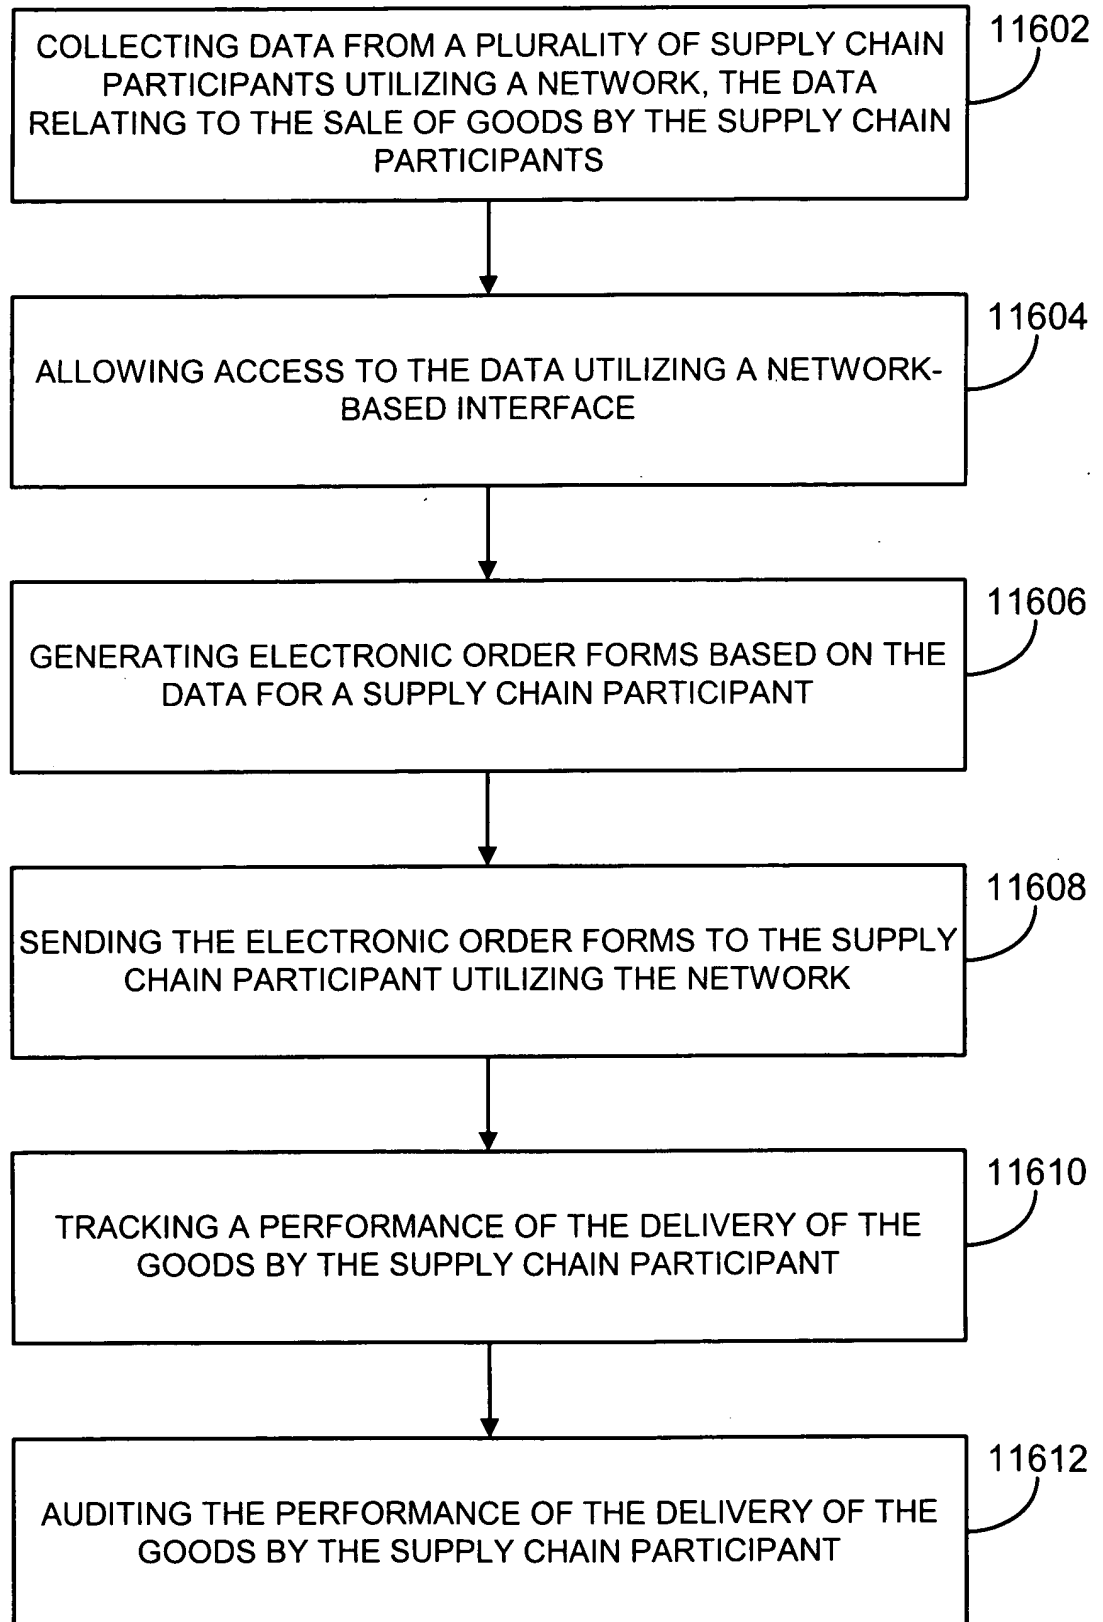 COLLECTING DATA FROM A PLURALITY OF SUPPLY CHAIN
PARTICIPANTS UTILIZING A NETWORK, THE DATA
RELATING TO THE SALE OF GOODS BY THE SUPPLY CHAIN
PARTICIPANTS
11602
ALLOWING ACCESS TO THE DATA UTILIZING A NETWORK-
BASED INTERFACE
11604
GENERATING ELECTRONIC ORDER FORMS BASED ON THE
DATA FOR A SUPPLY CHAIN PARTICIPANT
11606
SENDING THE ELECTRONIC ORDER FORMS TO THE SUPPLY
CHAIN PARTICIPANT UTILIZING THE NETWORK
11608
TRACKING A PERFORMANCE OF THE DELIVERY OF THE
GOODS BY THE SUPPLY CHAIN PARTICIPANT
11610
AUDITING THE PERFORMANCE OF THE DELIVERY OF THE
GOODS BY THE SUPPLY CHAIN PARTICIPANT
11612